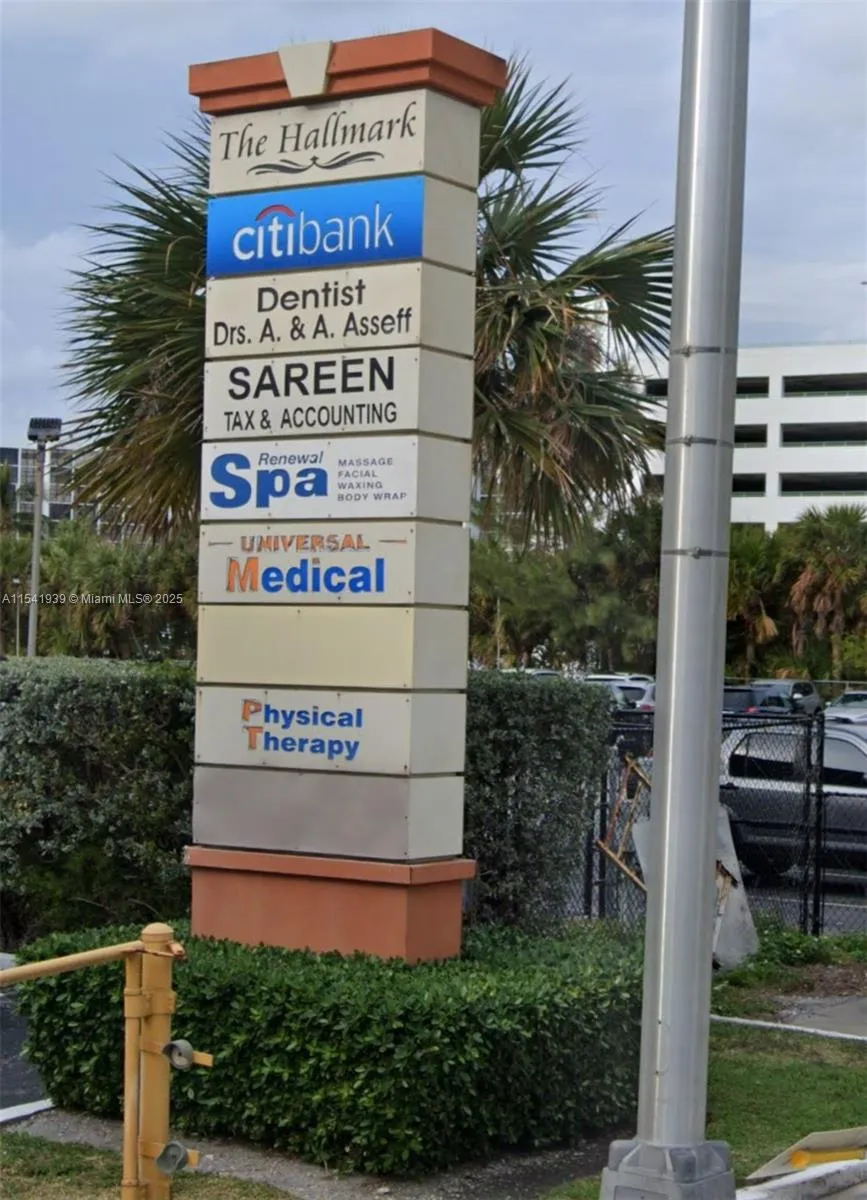 The Hallmark
citibank
Dentist
Drs. A. & A. Asseff
SAREEN
TAX & ACCOUNTING
Renewal
Spa
MASSAGE
FACIAL
WAXING
BODY WRAP
UNIVERSAL
Medical
Physical
Therapy
A11541939 © Miami MLS® 2025